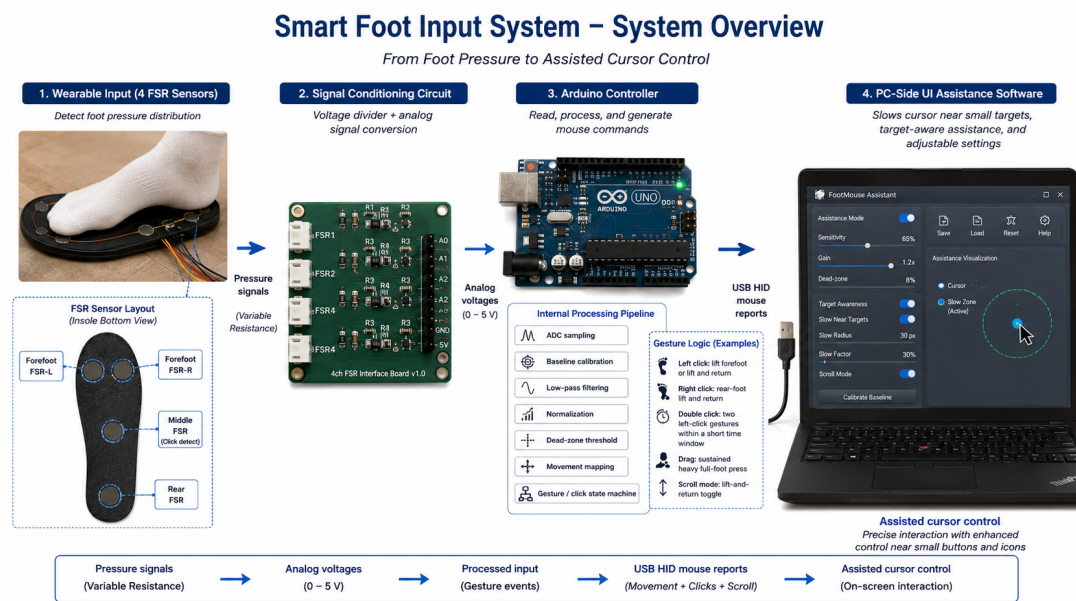 Smart Foot Input System – System Overview
From Foot Pressure to Assisted Cursor Control
1. Wearable Input (4 FSR Sensors)
Detect foot pressure distribution
FSR Sensor Layout
(Insole Bottom View)
Forefoot
FSR-L
Forefoot
FSR-R
Middle
FSR
(Click detect)
Rear
FSR
Pressure
signals
(Variable
Resistance)
2. Signal Conditioning Circuit
Voltage divider + analog
signal conversion
R1
R1
R2
FSR1
A0
R3
R8
R2
A1
FSR2
A2
R3
R4
R3
FSR4
A2
R3
R3
R3
GND
FSR4
5V
4ch FSR Interface Board v1.0
Analog
voltages
(0 – 5 V)
3. Arduino Controller
Read, process, and generate
mouse commands
UNO
ARDUINO
Internal Processing Pipeline
ADC sampling
Baseline calibration
Low-pass filtering
Normalization
Dead-zone threshold
Movement mapping
Gesture / click state machine
Gesture Logic (Examples)
Left click: lift forefoot
or lift and return
Right click: rear-foot
lift and return
Double click: two
left-click gestures
within a short time
window
Drag: sustained
heavy full-foot press
Scroll mode: lift-and-
return toggle
USB HID
mouse
reports
4. PC-Side UI Assistance Software
Slows cursor near small targets,
target-aware assistance, and
adjustable settings
FootMouse Assistant
Assistance Mode
Sensitivity
65%
Gain
1.2x
Dead-zone
8%
Target Awareness
Slow Near Targets
Slow Radius
30 px
Slow Factor
30%
Scroll Mode
Calibrate Baseline
Save
Load
Reset
Help
Assistance Visualization
Cursor
Slow Zone
(Active)
ThinkPad
Assisted cursor control
Precise interaction with enhanced
control near small buttons and icons
Pressure signals
(Variable Resistance)
Analog voltages
(0 – 5 V)
Processed input
(Gesture events)
USB HID mouse reports
(Movement + Clicks + Scroll)
Assisted cursor control
(On-screen interaction)